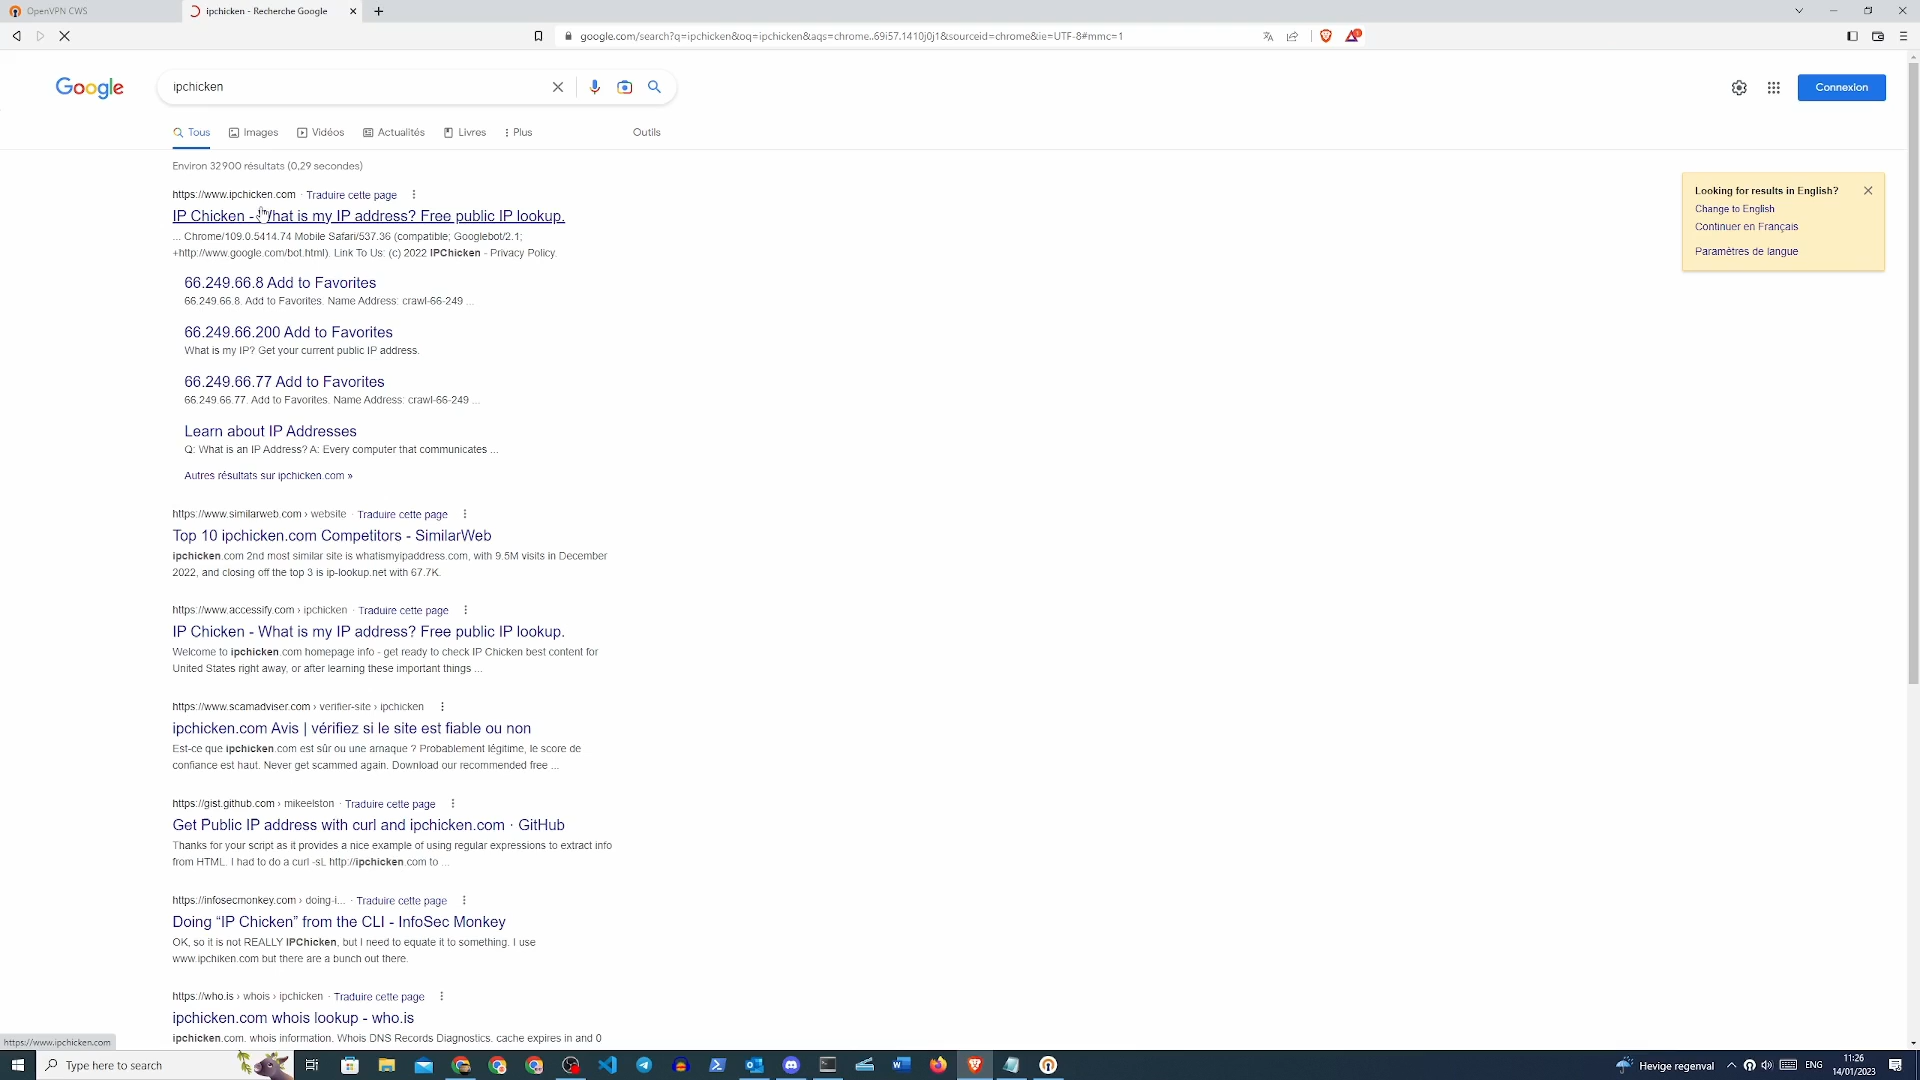 OpenVPN CWS
ipchicken - Recherche Google
google.com/search?q=ipchicken&oq=ipchicken&aqs=chrome..69i57.1410j0j1&sourceid=chrome&ie=UTF-8#mmc=1
Google
ipchicken
Connexion
Tous
Images
Vidéos
Actualités
Livres
Plus
Outils
Environ 32 900 résultats (0,29 secondes)
https://www.ipchicken.com · Traduire cette page
IP Chicken - What is my IP address? Free public IP lookup.
... Chrome/109.0.5414.74 Mobile Safari/537.36 (compatible; Googlebot/2.1;
+http://www.google.com/bot.html). Link To Us: (c) 2022 IPChicken - Privacy Policy.
66.249.66.8 Add to Favorites
66.249.66.8. Add to Favorites. Name Address: crawl-66-249 ...
66.249.66.200 Add to Favorites
What is my IP? Get your current public IP address.
66.249.66.77 Add to Favorites
66.249.66.77. Add to Favorites. Name Address: crawl-66-249 ...
Learn about IP Addresses
Q: What is an IP Address? A: Every computer that communicates ...
Autres résultats sur ipchicken.com »
https://www.similarweb.com › website · Traduire cette page
Top 10 ipchicken.com Competitors - SimilarWeb
ipchicken.com 2nd most similar site is whatismyipaddress.com, with 9.5M visits in December
2022, and closing off the top 3 is ip-lookup.net with 67.7K.
https://www.accessify.com › ipchicken · Traduire cette page
IP Chicken - What is my IP address? Free public IP lookup.
Welcome to ipchicken.com homepage info - get ready to check IP Chicken best content for
United States right away, or after learning these important things ...
https://www.scamadviser.com › verifier-site › ipchicken
ipchicken.com Avis | vérifiez si le site est fiable ou non
Est-ce que ipchicken.com est sûr ou une arnaque ? Probablement légitime, le score de
confiance est haut. Never get scammed again. Download our recommended free ...
https://gist.github.com › mikeelston · Traduire cette page
Get Public IP address with curl and ipchicken.com · GitHub
Thanks for your script as it provides a nice example of using regular expressions to extract info
from HTML. I had to do a curl -sL http://ipchicken.com to ...
https://infosecmonkey.com › doing-i... · Traduire cette page
Doing “IP Chicken” from the CLI - InfoSec Monkey
OK, so it is not REALLY IPChicken, but I need to equate it to something. I use
www.ipchiken.com but there are a bunch out there.
https://who.is › whois › ipchicken · Traduire cette page
ipchicken.com whois lookup - who.is
ipchicken.com. whois information. Whois DNS Records Diagnostics. cache expires in and 0
Looking for results in English?
Change to English
Continuer en Français
Paramètres de langue
https://www.ipchicken.com
Type here to search
Hevige regenval
ENG
11:26
14/01/2023